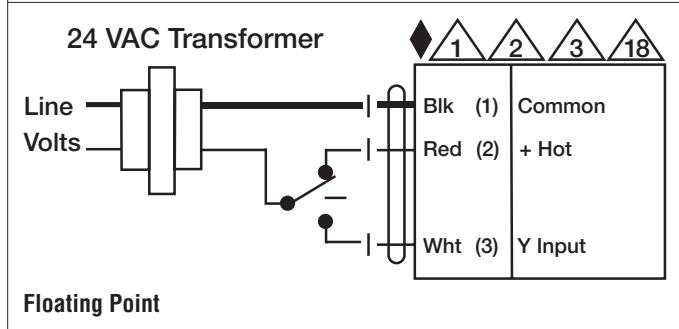 24 VAC Transformer
1 2 3 18
Line
Volts
Blk (1) Common
Red (2) + Hot
Wht (3) Y Input
Floating Point